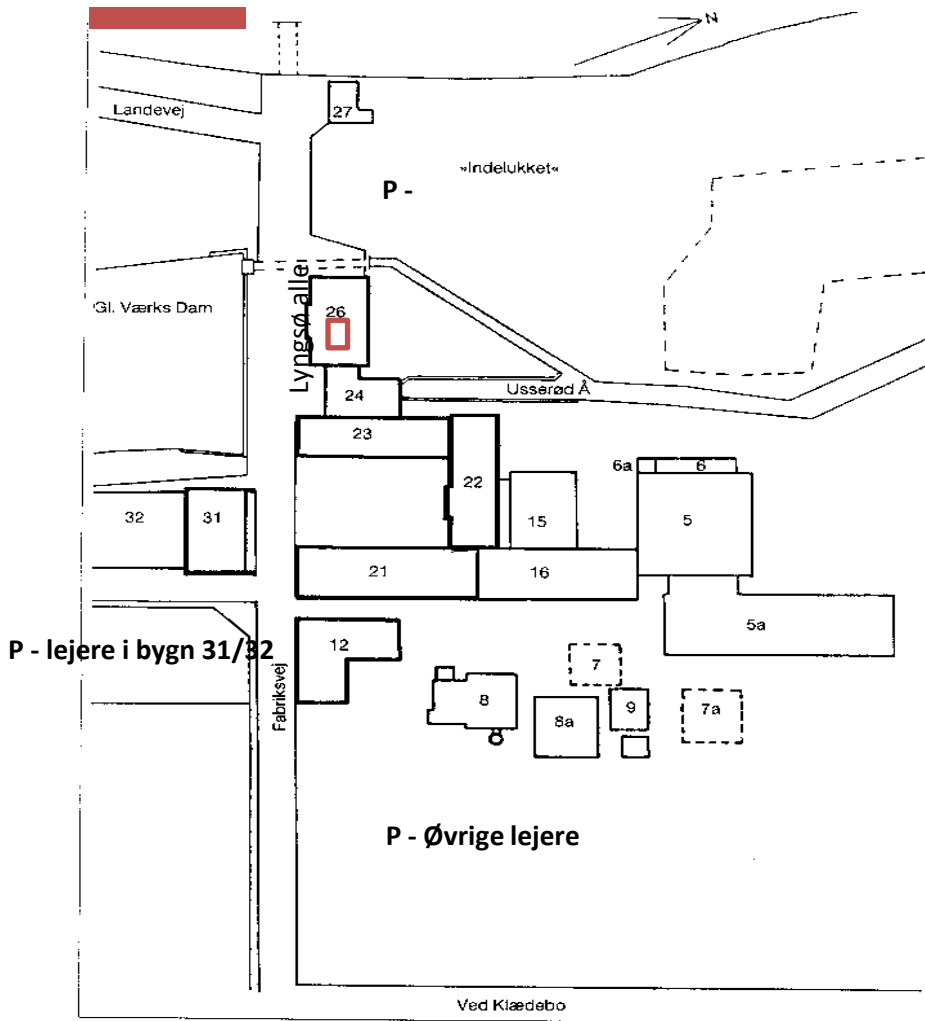 N
27
Landevej
»Indelukket«
P -
Lyngsø alle
Gl. Værks Dam
26
Usserød Å
24
23
6a
6
22
32
31
15
5
21
16
5a
P - lejere i bygn 31/32
12
7
8
9
7a
8a
Fabriksvej
P - Øvrige lejere
Ved Klædebo